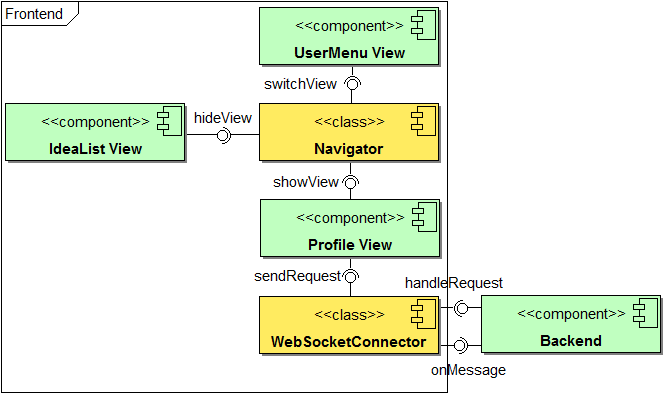 Frontend
<<component>>
UserMenu View
switchView
<<component>>
IdeaList View
hideView
<<class>>
Navigator
showView
<<component>>
Profile View
sendRequest
handleRequest
<<class>>
WebSocketConnector
<<component>>
Backend
onMessage